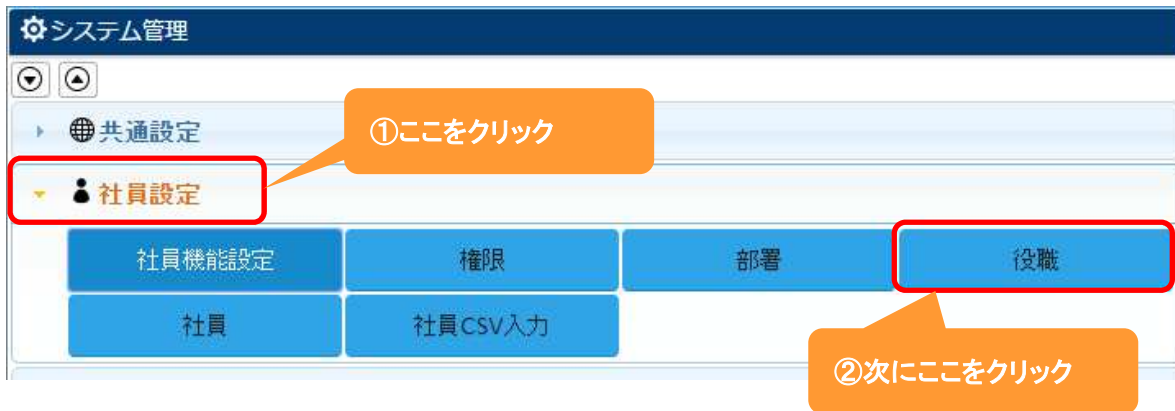 システム管理
共通設定
①ここをクリック
社員設定
社員機能設定 権限 部署 役職
社員 社員CSV入力
②次にここをクリック